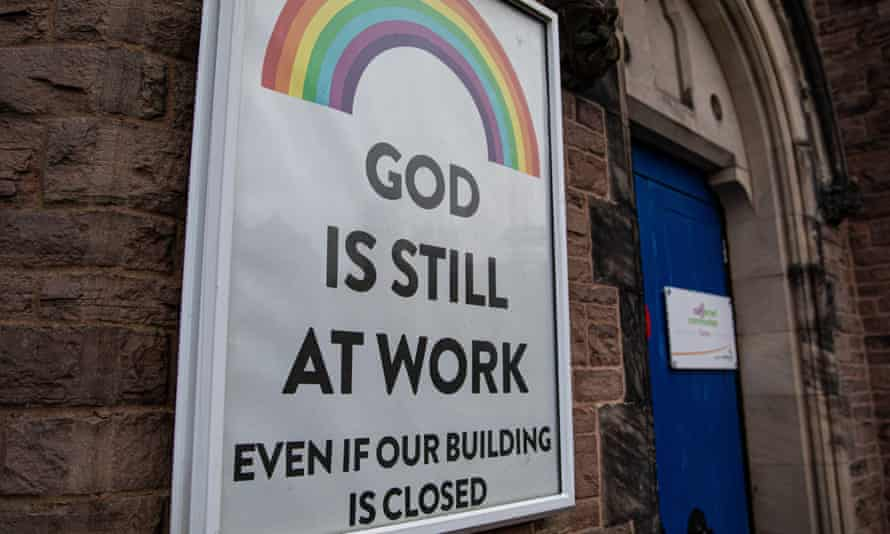 GOD
IS STILL
AT WORK
EVEN IF OUR BUILDING
IS CLOSED